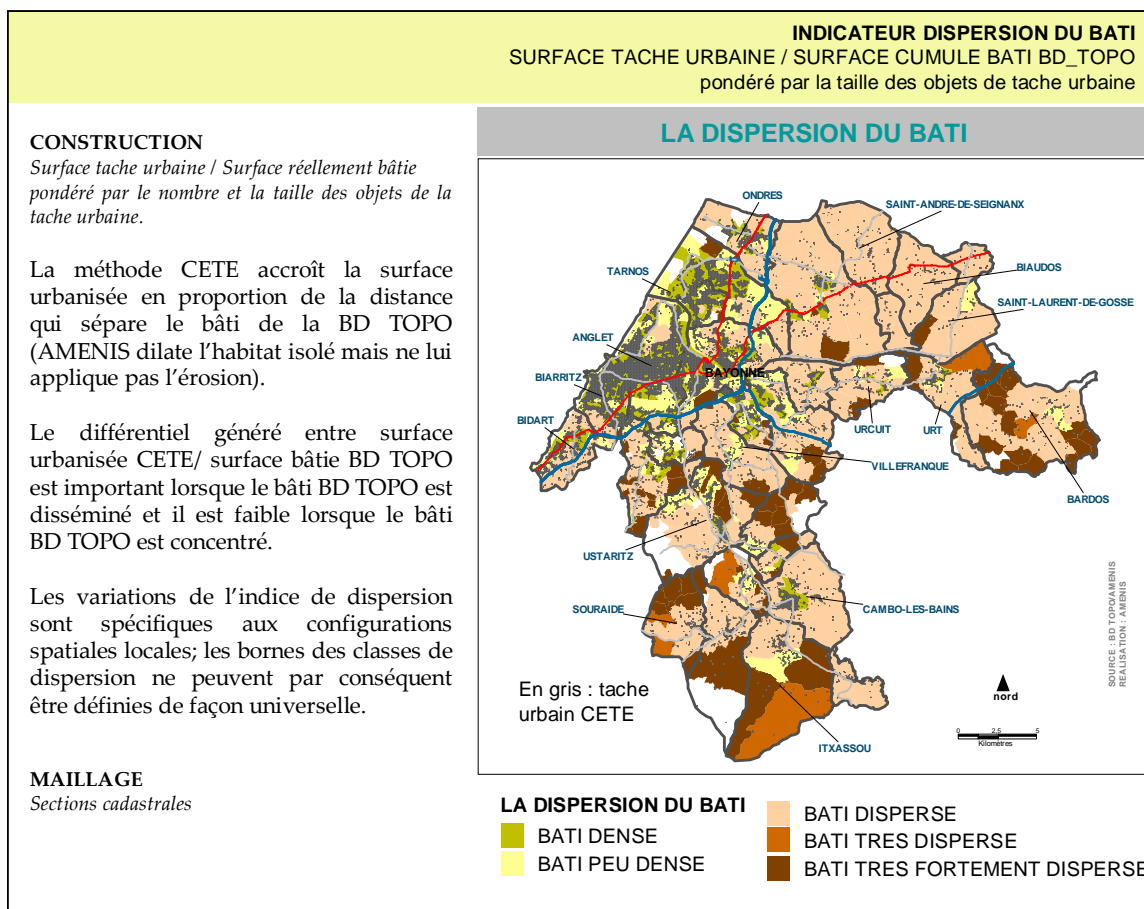 INDICATEUR DISPERSION DU BATI
SURFACE TACHE URBAINE / SURFACE CUMULE BATI BD_TOPO
pondéré par la taille des objets de tache urbaine
CONSTRUCTION
Surface tache urbaine / Surface réellement bâtie
pondéré par le nombre et la taille des objets de la
tache urbaine.
La méthode CETE accroît la surface
urbanisée en proportion de la distance
qui sépare le bâti de la BD TOPO
(AMENIS dilate l’habitat isolé mais ne lui
applique pas l’érosion).
Le différentiel généré entre surface
urbanisée CETE/ surface bâtie BD TOPO
est important lorsque le bâti BD TOPO est
disséminé et il est faible lorsque le bâti
BD TOPO est concentré.
Les variations de l’indice de dispersion
sont spécifiques aux configurations
spatiales locales; les bornes des classes de
dispersion ne peuvent par conséquent
être définies de façon universelle.
MAILLAGE
Sections cadastrales
LA DISPERSION DU BATI
ONDRES
SAINT-ANDRE-DE-SEIGNANX
TARNOS
BIAUDOS
SAINT-LAURENT-DE-GOSSE
ANGLET
BAYONNE
BIARRITZ
BIDART
URCUIT
URT
VILLEFRANQUE
BARDOS
USTARITZ
SOURAIDE
CAMBO-LES-BAINS
ITXASSOU
En gris : tache
urbain CETE
nord
0 2,5 5
Kilomètres
SOURCE : BD TOPO/AMENIS
REALISATION : AMENIS
LA DISPERSION DU BATI
BATI DENSE
BATI PEU DENSE
BATI DISPERSE
BATI TRES DISPERSE
BATI TRES FORTEMENT DISPERSE